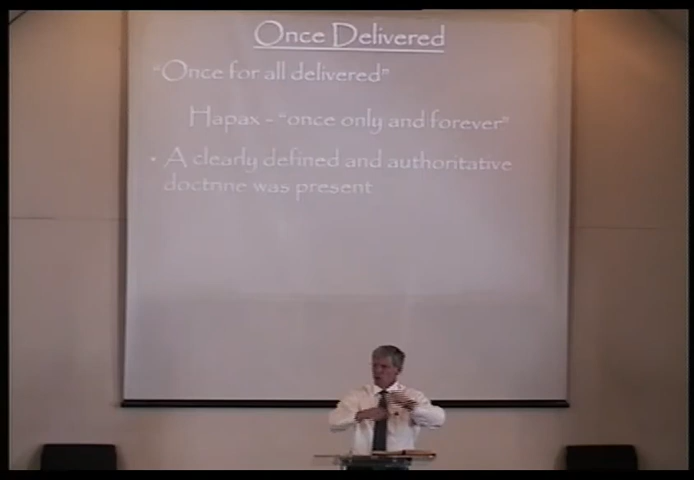 Once Delivered
“Once for all delivered”
Hapax - “once only and forever”
• A clearly defined and authoritative
doctrine was present